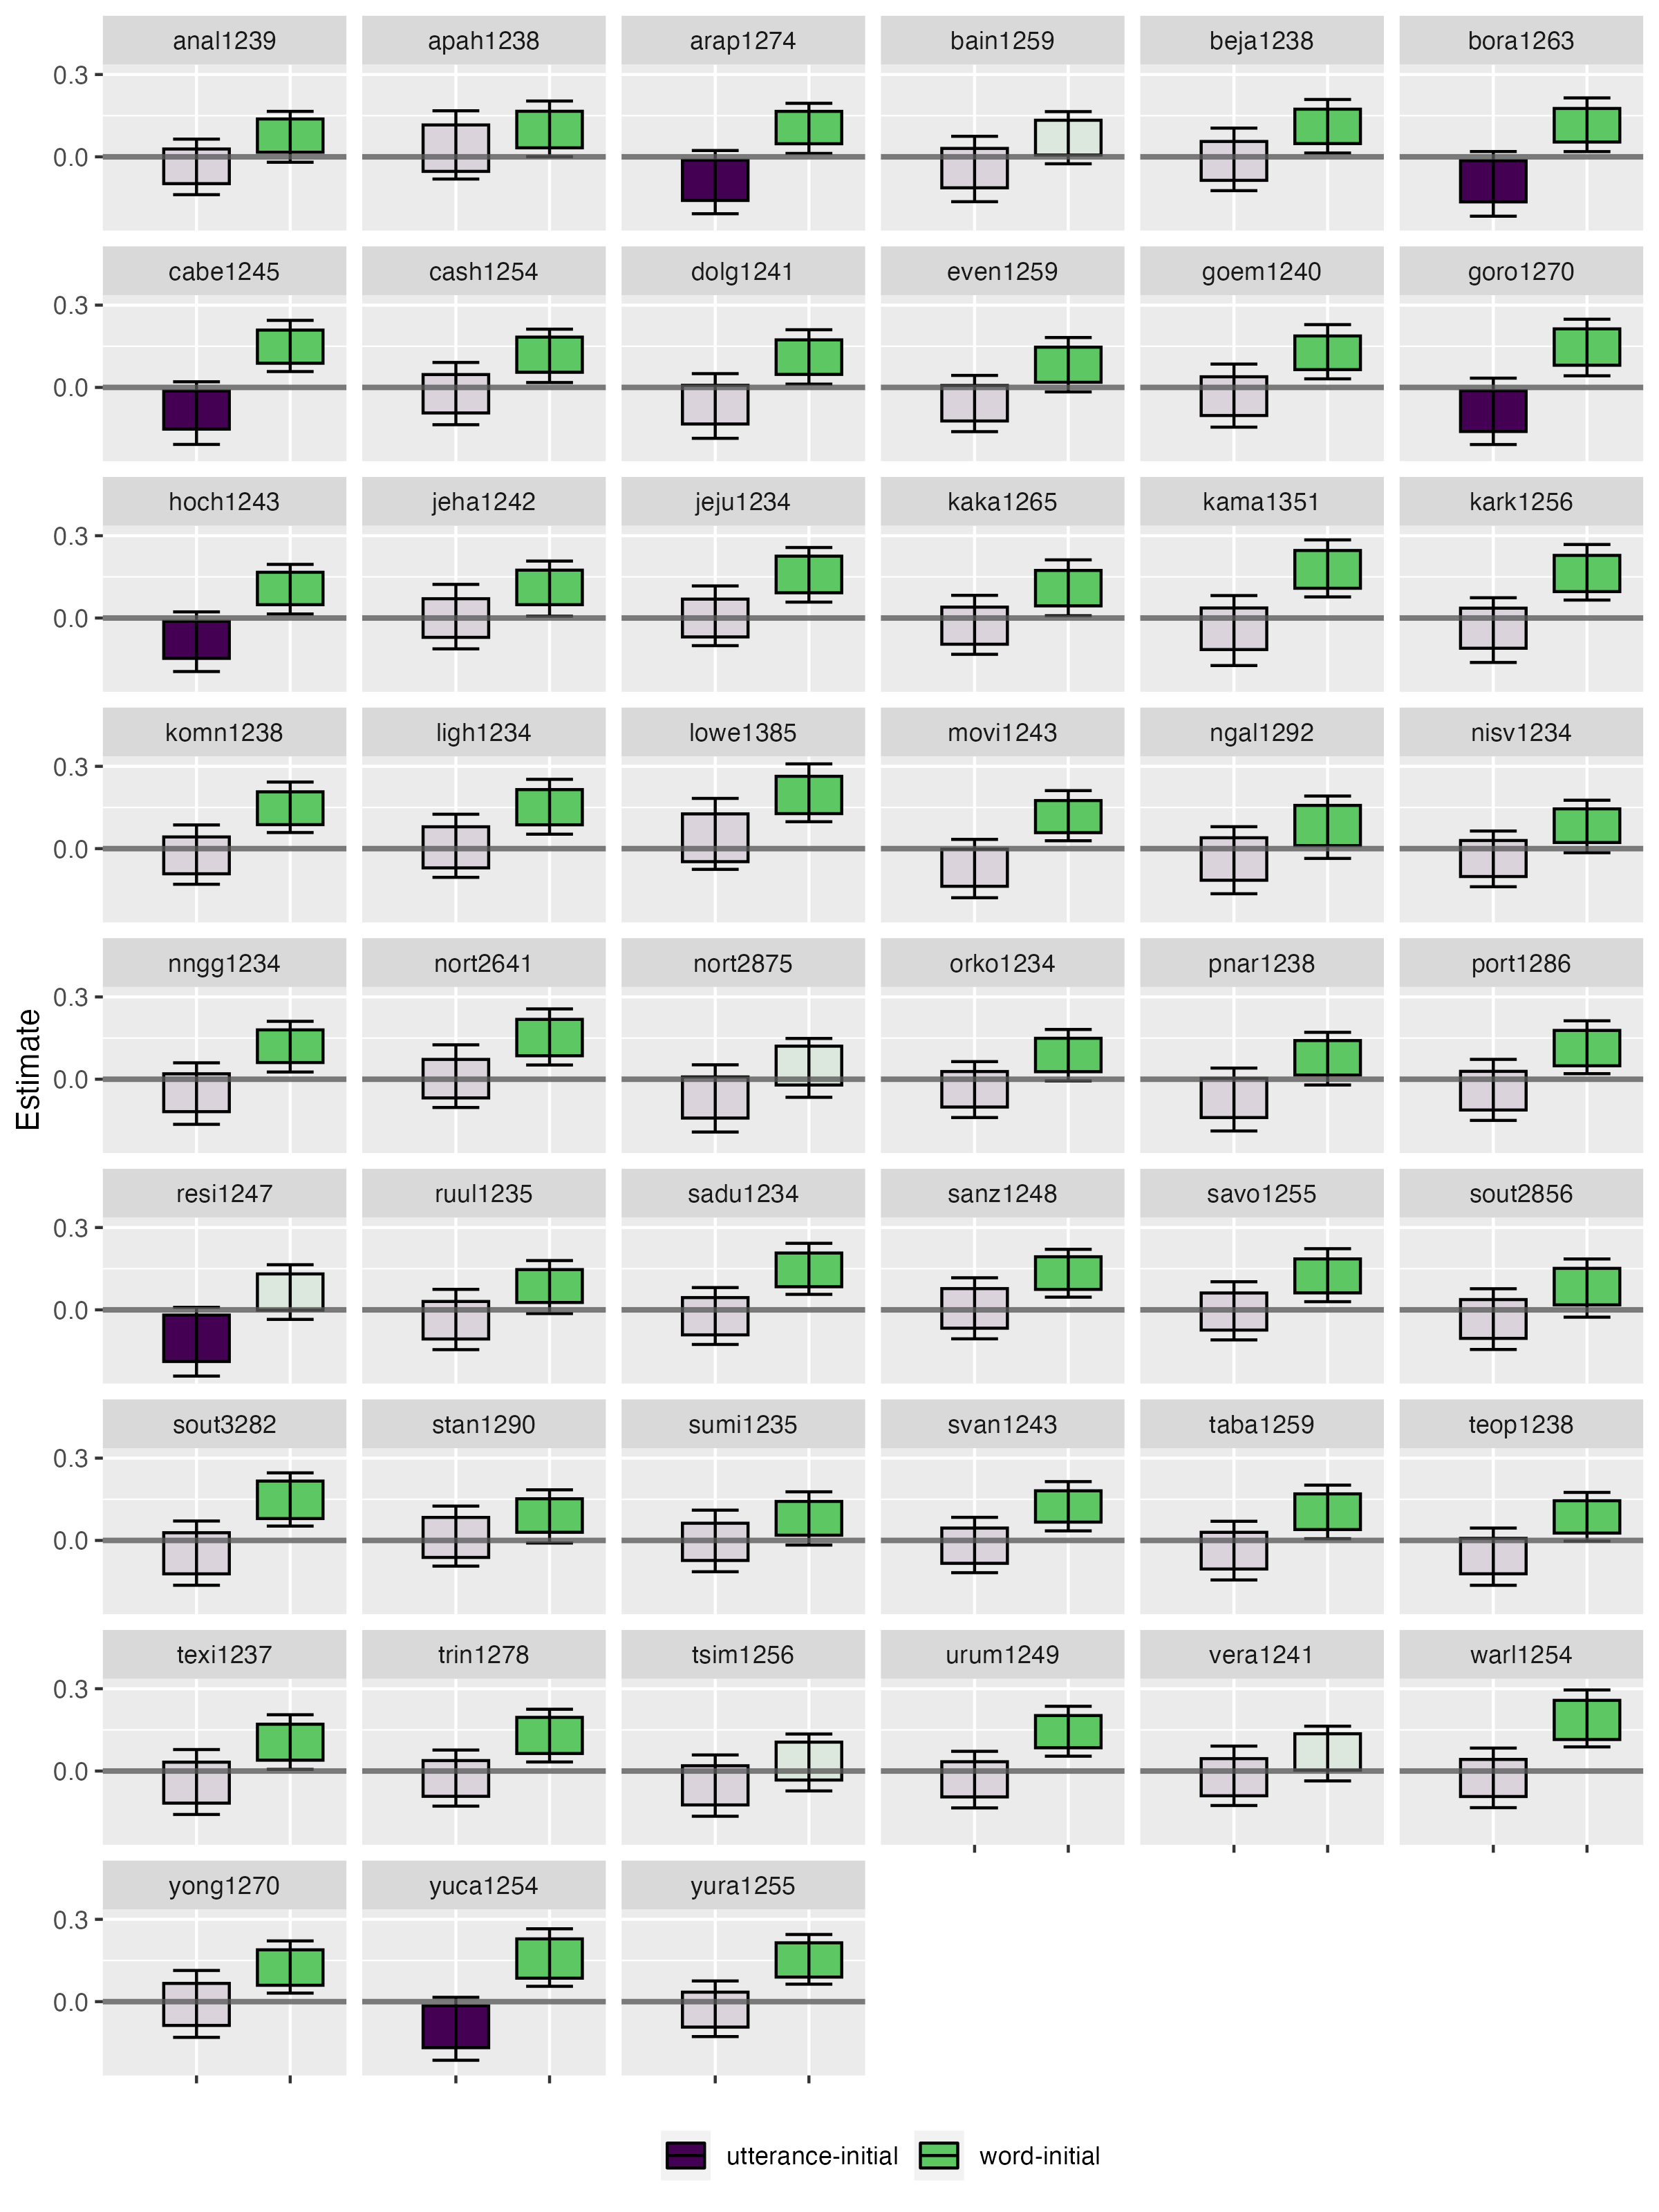 anal1239 apah1238 arap1274 bain1259 beja1238 bora1263
0.3
0.0
cabe1245 cash1254 dolg1241 even1259 goem1240 goro1270
0.3
0.0
hoch1243 jeha1242 jeju1234 kaka1265 kama1351 kark1256
0.3
0.0
komn1238 ligh1234 lowe1385 movi1243 ngal1292 nisv1234
0.3
0.0
nngg1234 nort2641 nort2875 orko1234 pnar1238 port1286
0.3
0.0
Estimate
resi1247 ruul1235 sadu1234 sanz1248 savo1255 sout2856
0.3
0.0
sout3282 stan1290 sumi1235 svan1243 taba1259 teop1238
0.3
0.0
texi1237 trin1278 tsim1256 urum1249 vera1241 warl1254
0.3
0.0
yong1270 yuca1254 yura1255
0.3
0.0
utterance-initial word-initial